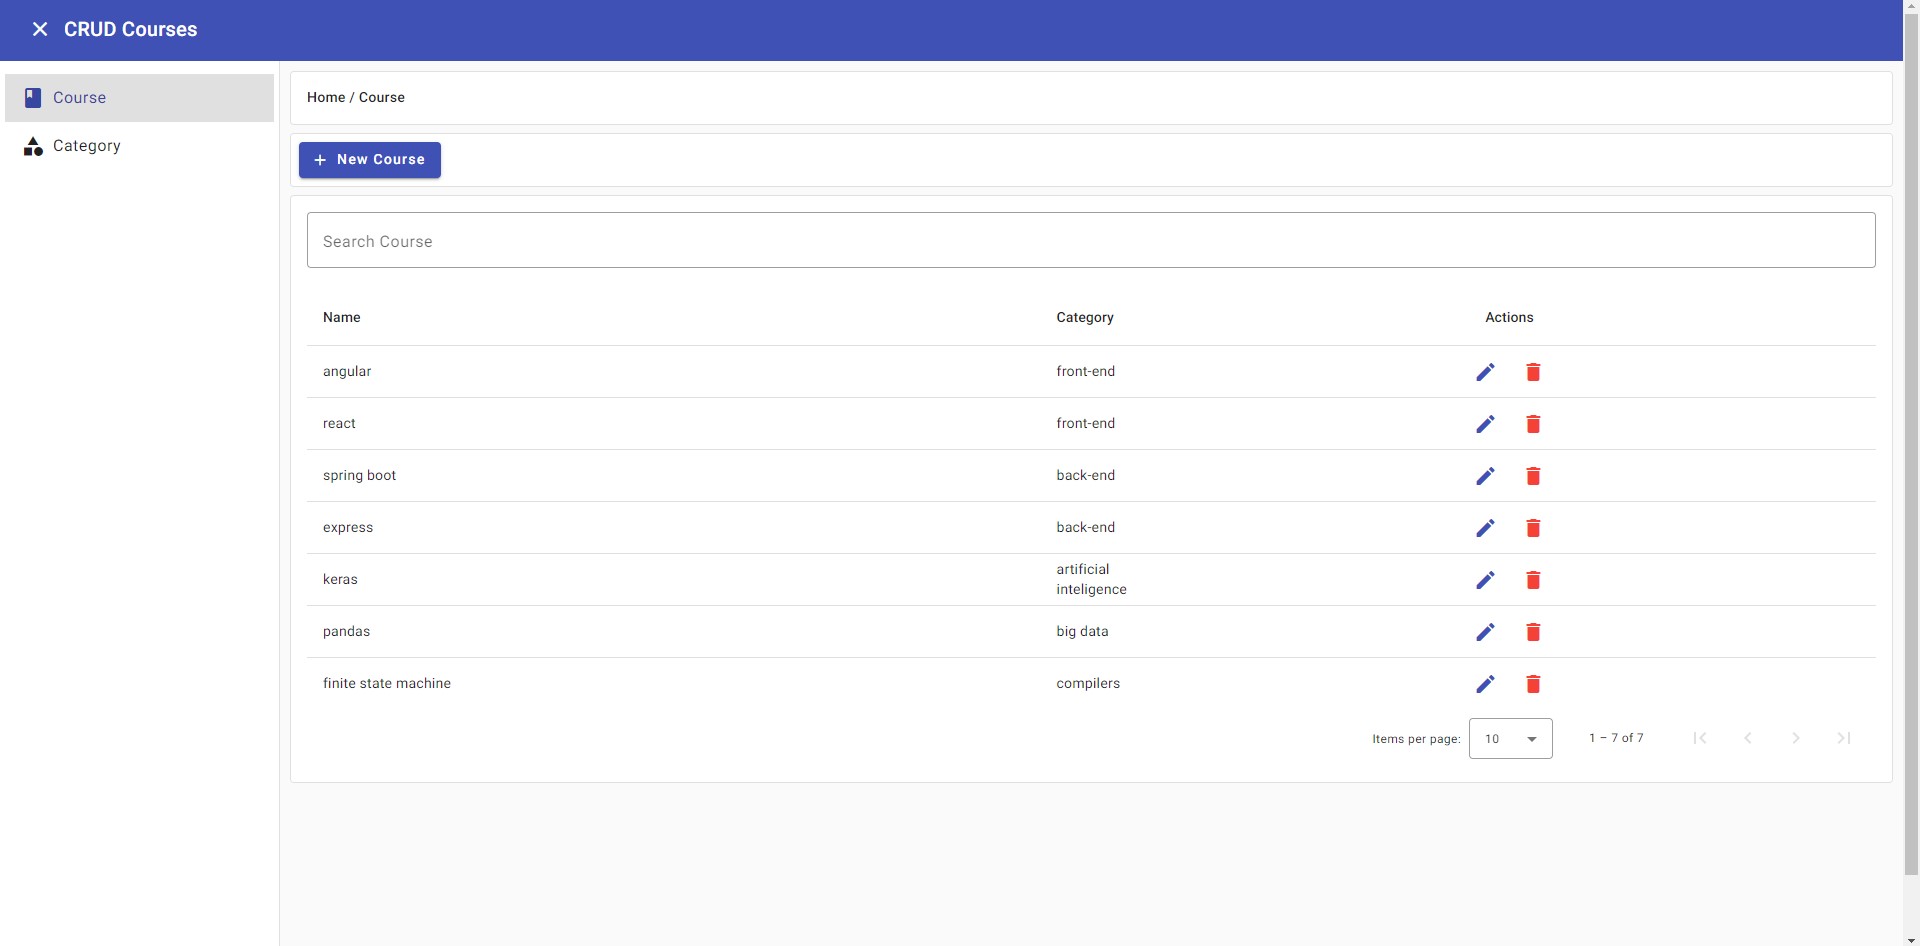 CRUD Courses
Course
Category
Home / Course
New Course
Search Course
Name Category Actions
angular front-end
react front-end
spring boot back-end
express back-end
keras artificial
inteligence
pandas big data
finite state machine compilers
Items per page: 10 1 – 7 of 7